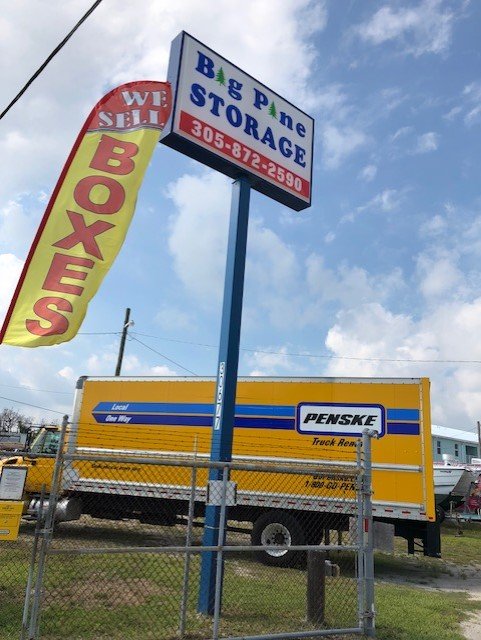 Big Pine
STORAGE
305-872-2590
WE
SELL
BOXES
Local
One Way
PENSKE
Truck Rental